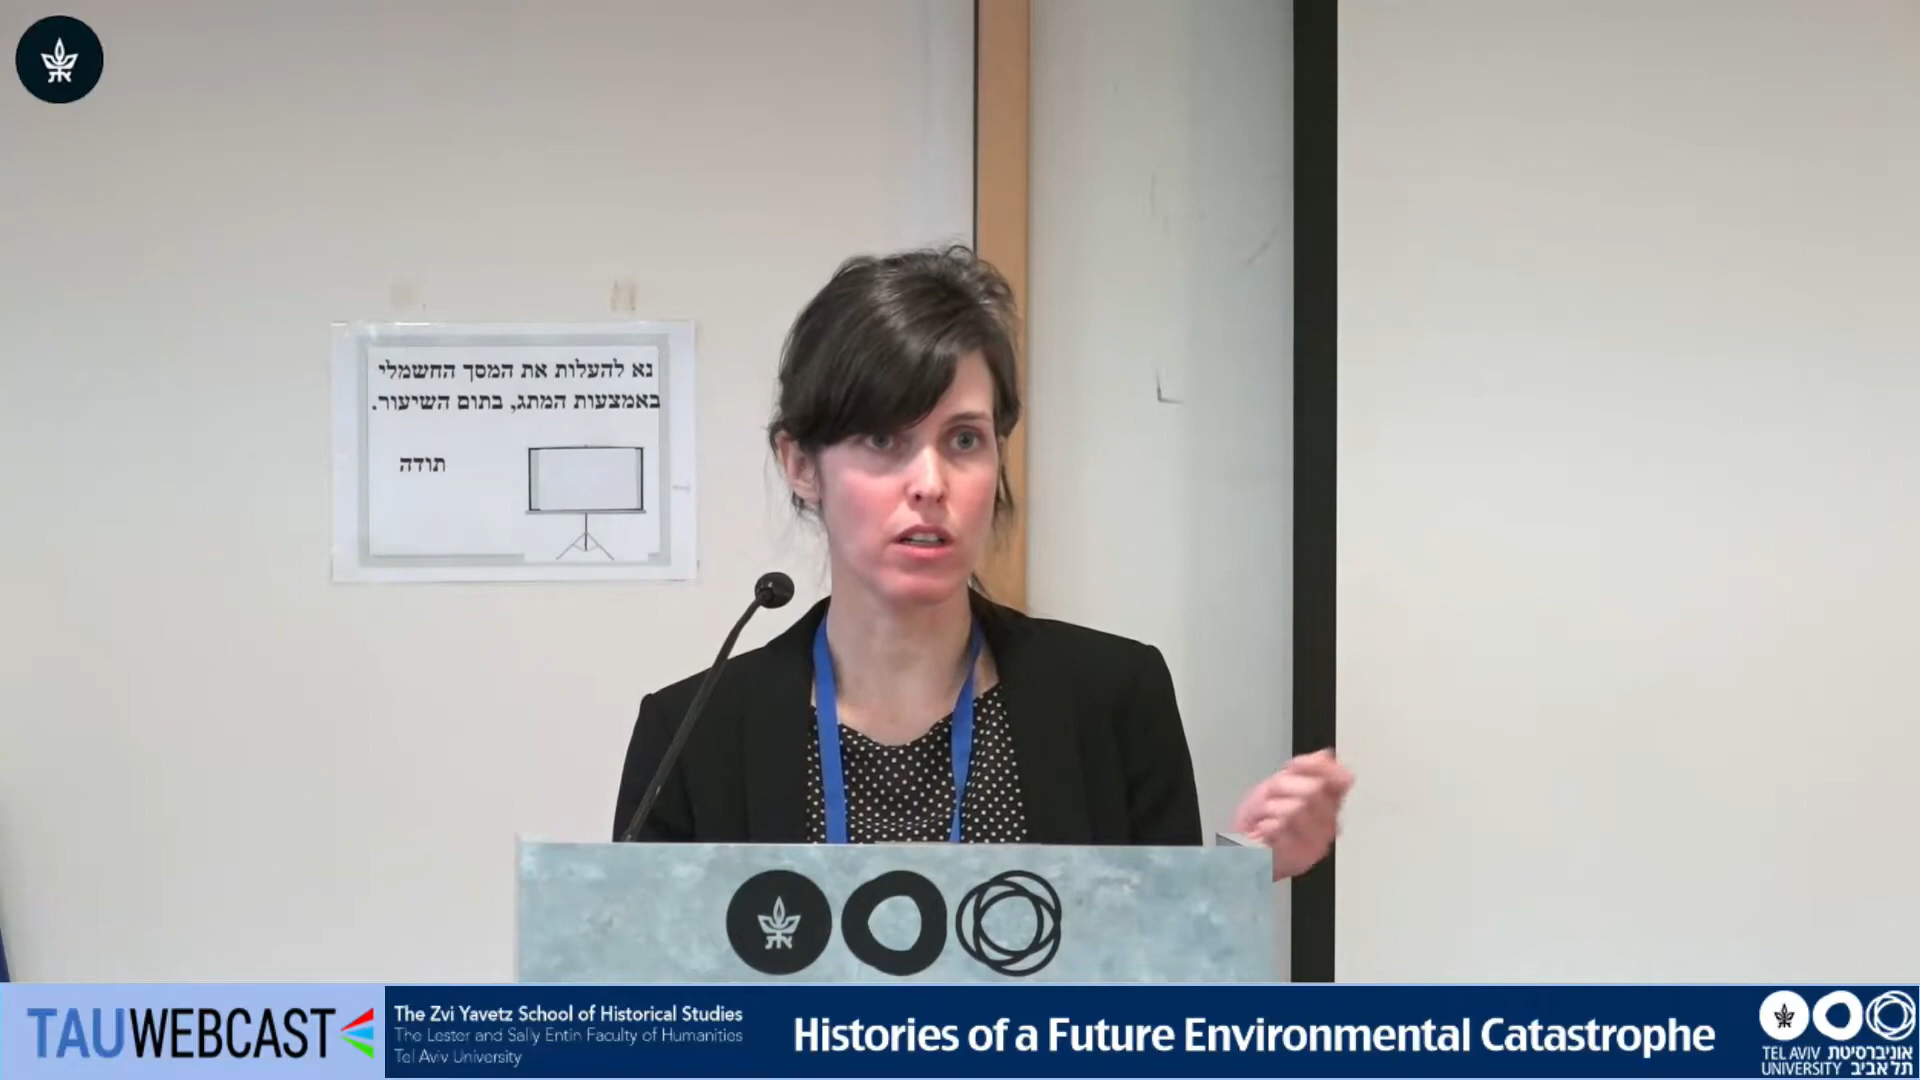 נא להעלות את המסך החשמלי
באמצעות המתג, בתום השיעור.
תודה
TAUWEBCAST
The Zvi Yavetz School of Historical Studies
The Lester and Sally Entin Faculty of Humanities
Tel Aviv University
Histories of a Future Environmental Catastrophe
TEL AVIV אוניברסיטת
UNIVERSITY תל אביב